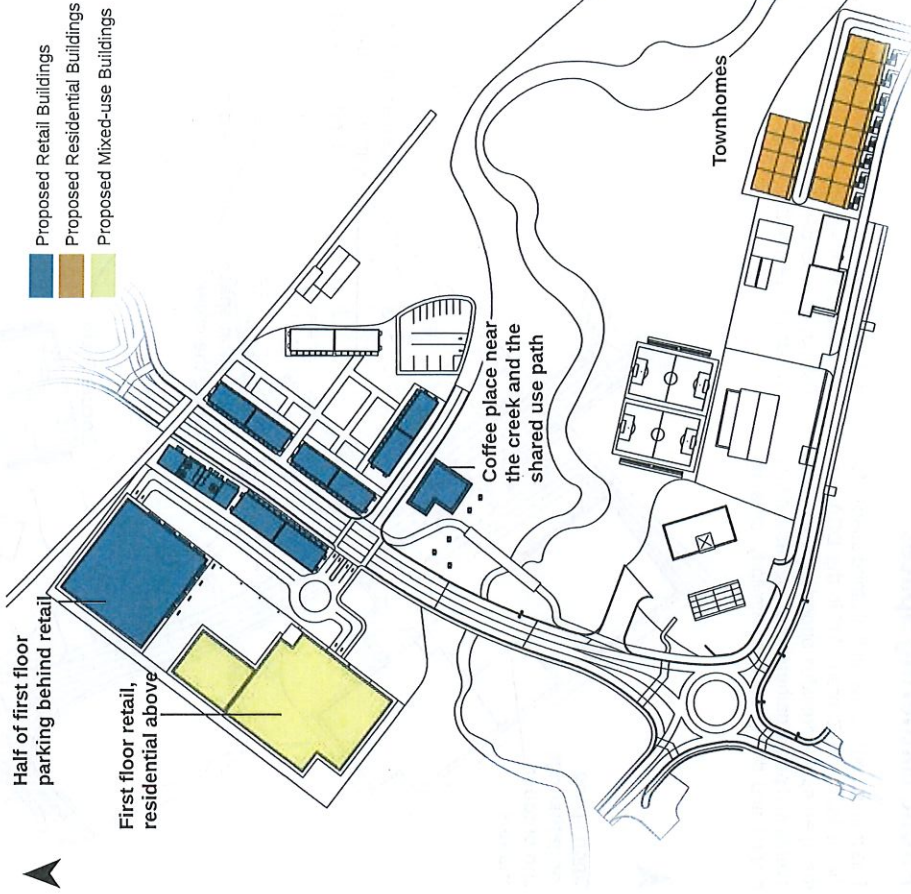 Proposed Retail Buildings
Proposed Residential Buildings
Proposed Mixed-use Buildings
Half of first floor
parking behind retail
First floor retail,
residential above
Coffee place near
the creek and the
shared use path
Townhomes